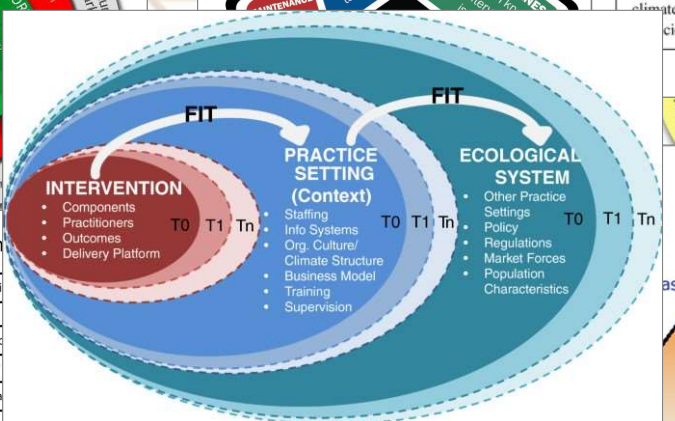 MAINTENANCE
climate
FIT
FIT
INTERVENTION
• Components
• Practitioners
• Outcomes
• Delivery Platform
T0 T1 Tn
PRACTICE
SETTING
(Context)
• Staffing
• Info Systems
• Org. Culture/
Climate Structure
• Business Model
• Training
• Supervision
T0 T1 Tn
ECOLOGICAL
SYSTEM
• Other Practice
Settings
• Policy
• Regulations
• Market Forces
• Population
Characteristics
T0 T1 Tn